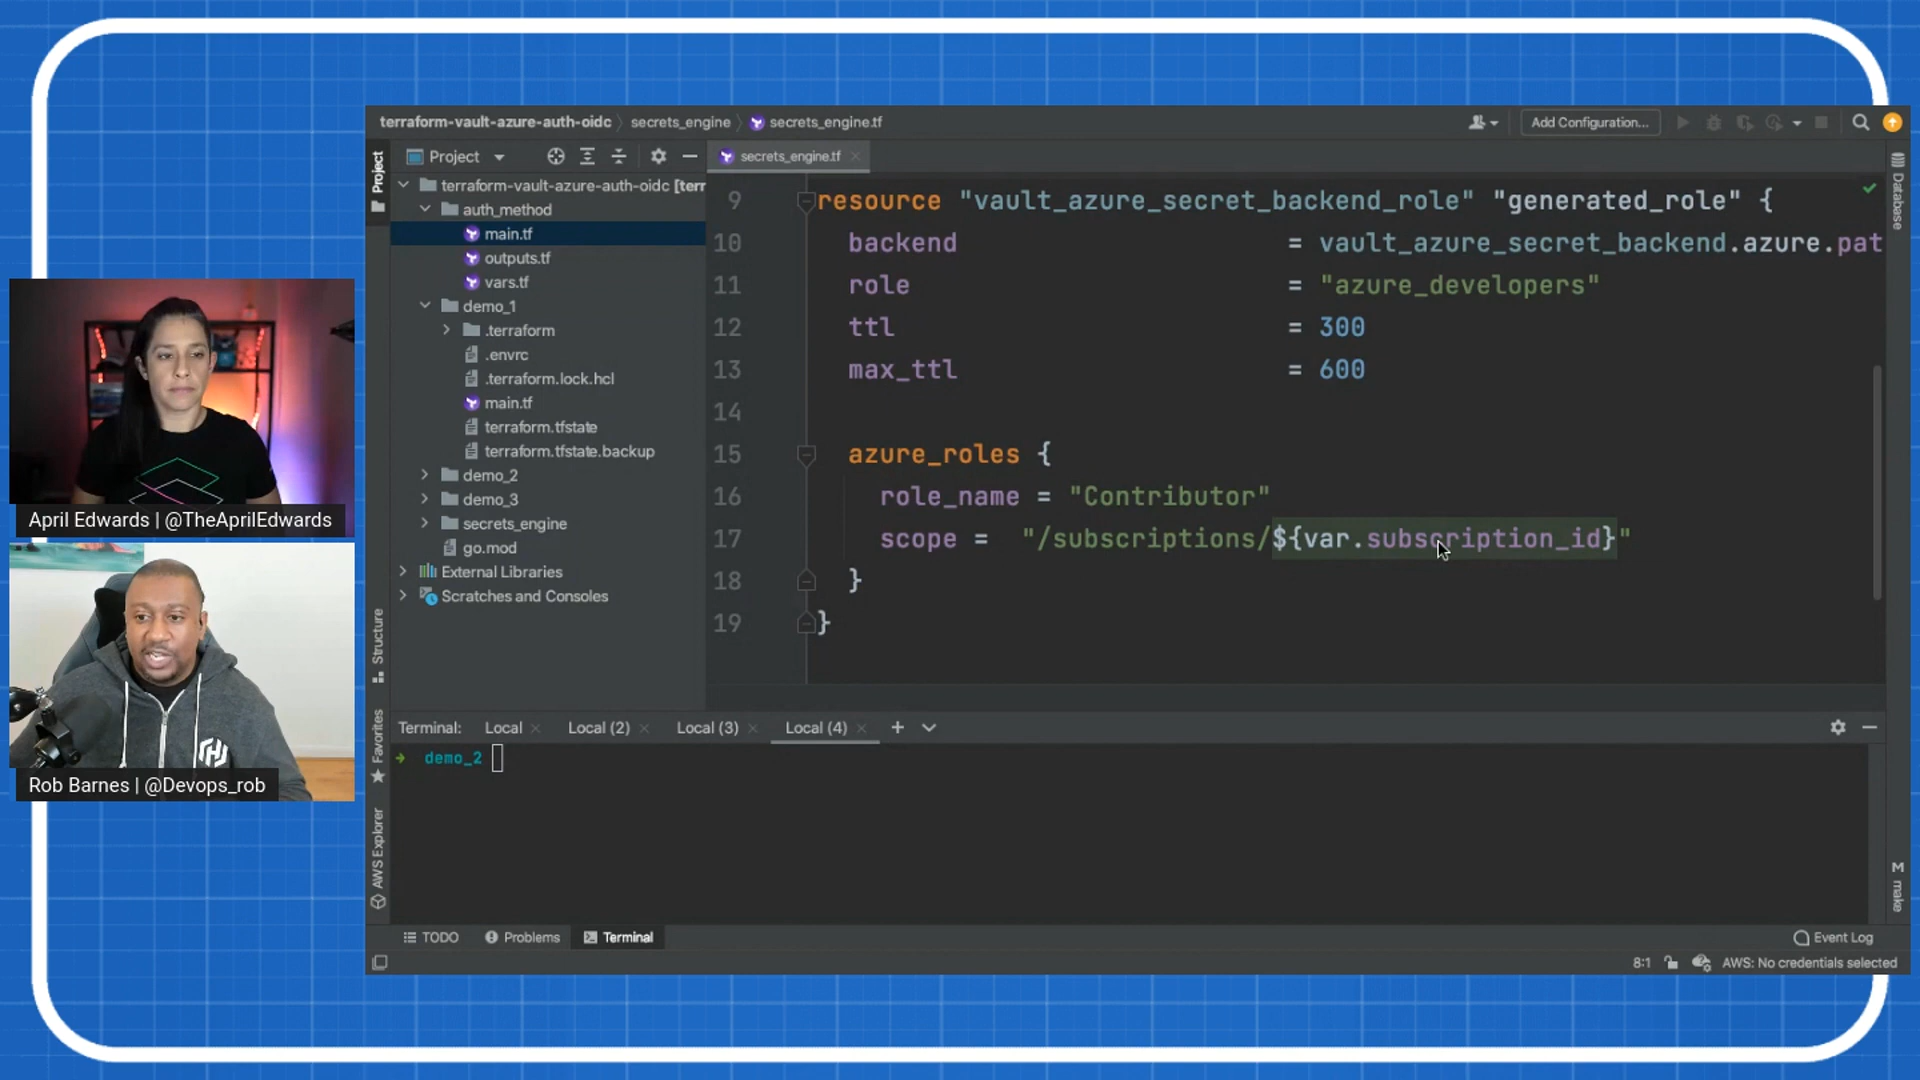 terraform-vault-azure-auth-oidc
secrets_engine
secrets_engine.tf
Add Configuration...
Project
Project
secrets_engine.tf
Database
terraform-vault-azure-auth-oidc [terr
auth_method
main.tf
outputs.tf
vars.tf
demo_1
.terraform
.envrc
.terraform.lock.hcl
main.tf
terraform.tfstate
terraform.tfstate.backup
demo_2
demo_3
secrets_engine
go.mod
External Libraries
Scratches and Consoles
9 resource "vault_azure_secret_backend_role" "generated_role" {
10 backend = vault_azure_secret_backend.azure.pat
11 role = "azure_developers"
12 ttl = 300
13 max_ttl = 600
14
15 azure_roles {
16 role_name = "Contributor"
17 scope = "/subscriptions/${var.subscription_id}"
18 }
19 }
Structure
Favorites
AWS Explorer
make
Terminal: Local Local (2) Local (3) Local (4)
demo_2
TODO Problems Terminal Event Log
8:1 AWS: No credentials selected
April Edwards | @TheAprilEdwards
Rob Barnes | @Devops_rob